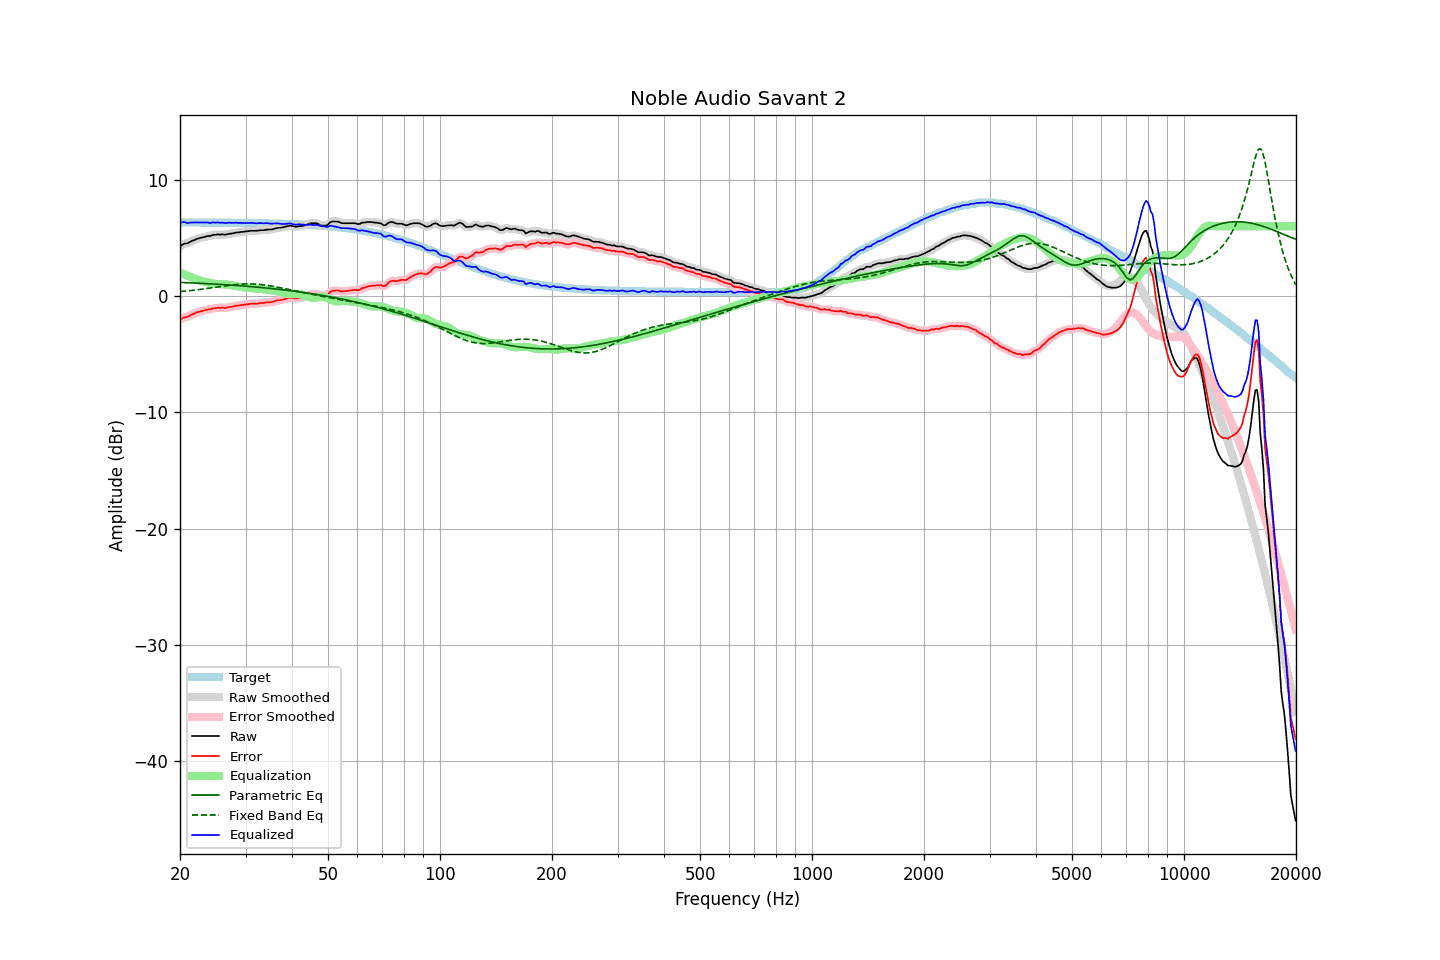 Noble Audio Savant 2
Amplitude (dBr)
10
0
−10
−20
−30
−40
Target
Raw Smoothed
Error Smoothed
Raw
Error
Equalization
Parametric Eq
Fixed Band Eq
Equalized
20 50 100 200 500 1000 2000 5000 10000 20000
Frequency (Hz)